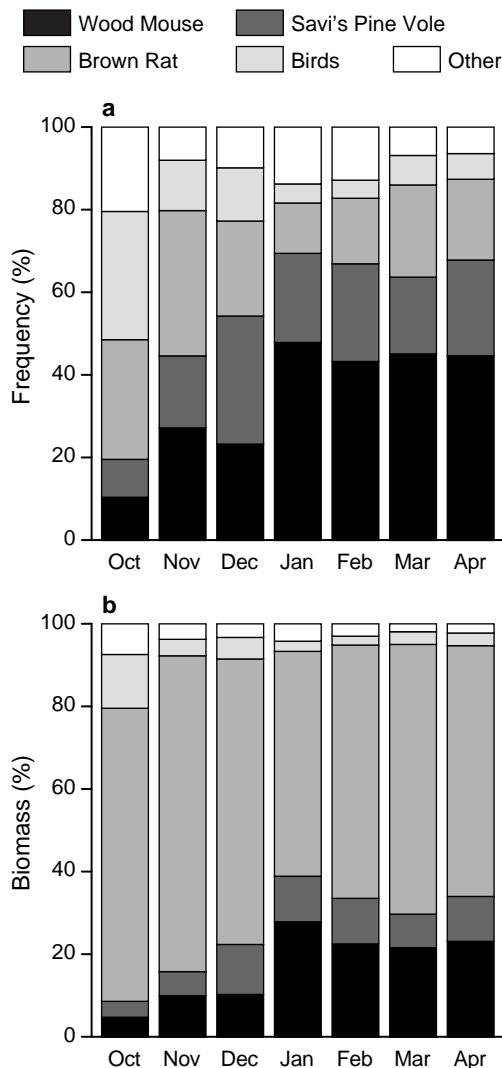 Wood Mouse Savi's Pine Vole
Brown Rat Birds Other
a
100
80
60
40
20
0
Frequency (%)
Oct Nov Dec Jan Feb Mar Apr
b
100
80
60
40
20
0
Biomass (%)
Oct Nov Dec Jan Feb Mar Apr